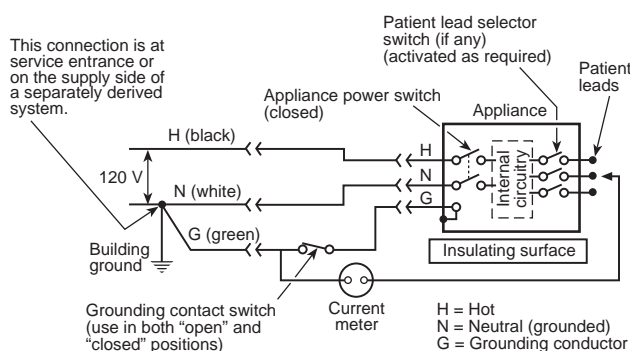 This connection is at
service entrance or
on the supply side of
a separately derived
system.
Patient lead selector
switch (if any)
(activated as required)
Patient
leads
Appliance power switch
(closed)
Appliance
H (black)
H
120 V
N (white)
N
G
Internal
circuitry
G (green)
Building
ground
Insulating surface
Grounding contact switch
(use in both “open” and
“closed” positions)
Current
meter
H = Hot
N = Neutral (grounded)
G = Grounding conductor